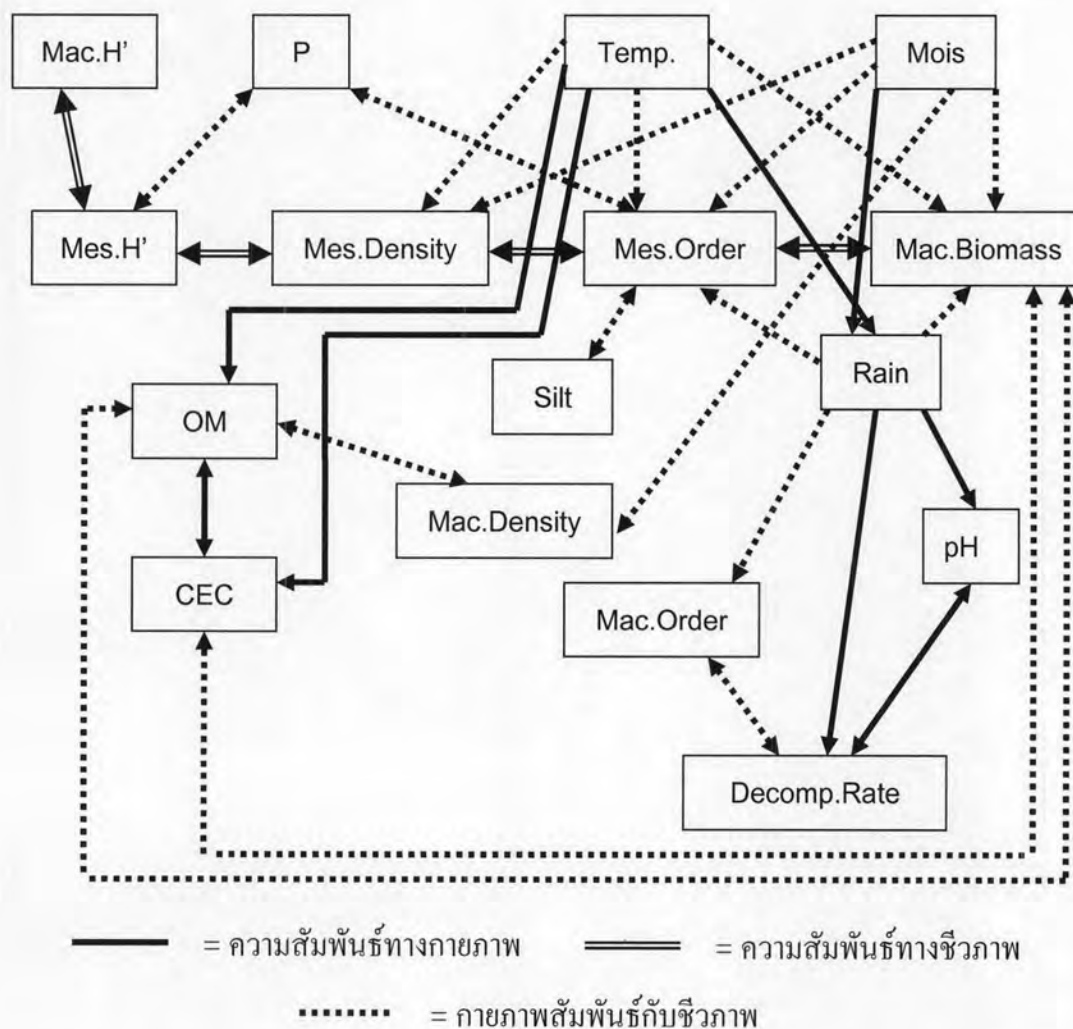 Mac.H'
P
Temp.
Mois
Mes.H'
Mes.Density
Mes.Order
Mac.Biomass
Silt
Rain
OM
Mac.Density
pH
CEC
Mac.Order
Decomp.Rate
= ความสัมพันธ์ทางกายภาพ
= ความสัมพันธ์ทางชีวภาพ
= กายภาพสัมพันธ์กับชีวภาพ